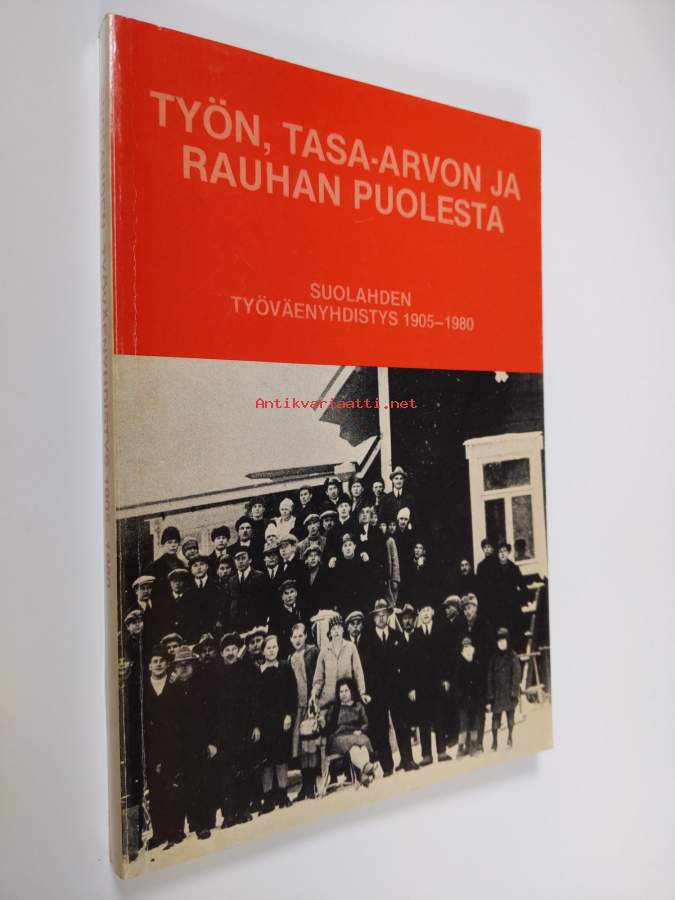 TYÖN, TASA-ARVON JA
RAUHAN PUOLESTA
SUOLAHDEN
TYÖVÄENYHDISTYS 1905–1980
Antikvariaatti.net